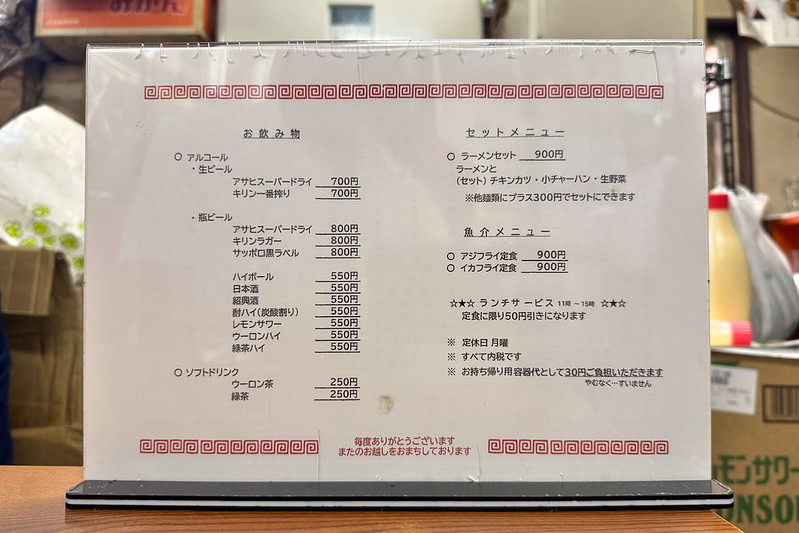 みかん
お飲み物
○ アルコール
・生ビール
アサヒスーパードライ 700円
キリン一番搾り 700円
・瓶ビール
アサヒスーパードライ 800円
キリンラガー 800円
サッポロ黒ラベル 800円
ハイボール 550円
日本酒 550円
紹興酒 550円
酎ハイ(炭酸割り) 550円
レモンサワー 550円
ウーロンハイ 550円
緑茶ハイ 550円
○ ソフトドリンク
ウーロン茶 250円
緑茶 250円
セットメニュー
○ ラーメンセット 900円
ラーメンと
(セット) チキンカツ・小チャーハン・生野菜
※他麺類にプラス300円でセットにできます
魚介メニュー
○ アジフライ定食 900円
○ イカフライ定食 900円
☆★☆ ランチサービス 11時 ~15時 ☆★☆
定食に限り50円引きになります
※ 定休日 月曜
※ すべて内税です
※ お持ち帰り用容器代として30円ご負担いただきます
やむなく…すいません
毎度ありがとうございます
またのお越しをおまちしております
モンサワー
ONSO